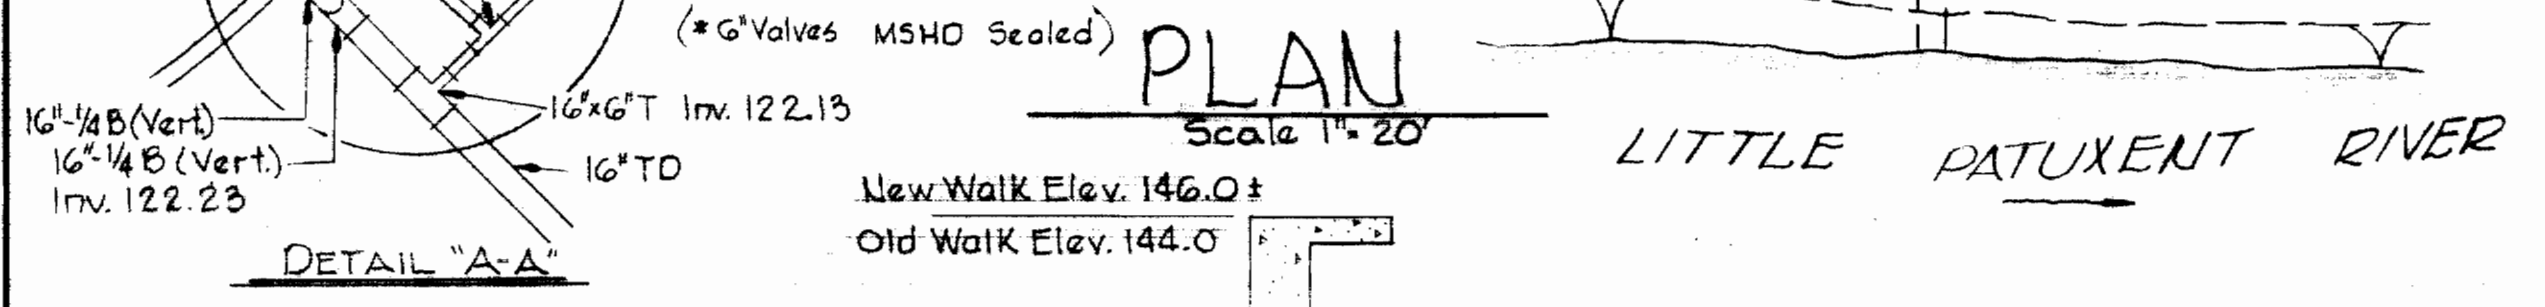 (*6" Valves MSHD Sealed)
PLAN
Scale 1"= 20'
16"-1/4 B (Vert.)
16"-1/4 B (Vert.)
Inv. 122.23
16"x6" T Inv. 122.13
16" TD
DETAIL "A-A"
New Walk Elev. 146.0±
Old Walk Elev. 144.0
LITTLE PATUXENT RIVER